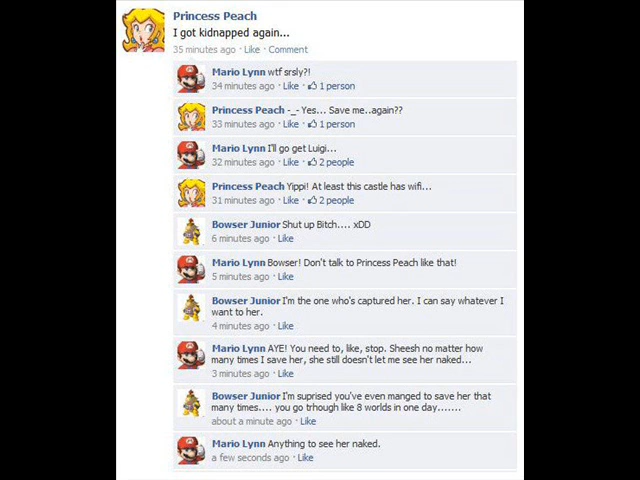 Princess Peach
I got kidnapped again...
35 minutes ago · Like · Comment
Mario Lynn wtf srsly?!
34 minutes ago · Like · 1 person
Princess Peach -_- Yes... Save me..again??
33 minutes ago · Like · 1 person
Mario Lynn I'll go get Luigi...
32 minutes ago · Like · 2 people
Princess Peach Yippi! At least this castle has wifi...
31 minutes ago · Like · 2 people
Bowser Junior Shut up Bitch.... xDD
6 minutes ago · Like
Mario Lynn Bowser! Don't talk to Princess Peach like that!
5 minutes ago · Like
Bowser Junior I'm the one who's captured her. I can say whatever I
want to her.
4 minutes ago · Like
Mario Lynn AYE! You need to, like, stop. Sheesh no matter how
many times I save her, she still doesn't let me see her naked...
3 minutes ago · Like
Bowser Junior I'm suprised you've even manged to save her that
many times.... you go trhough like 8 worlds in one day.......
about a minute ago · Like
Mario Lynn Anything to see her naked.
a few seconds ago · Like